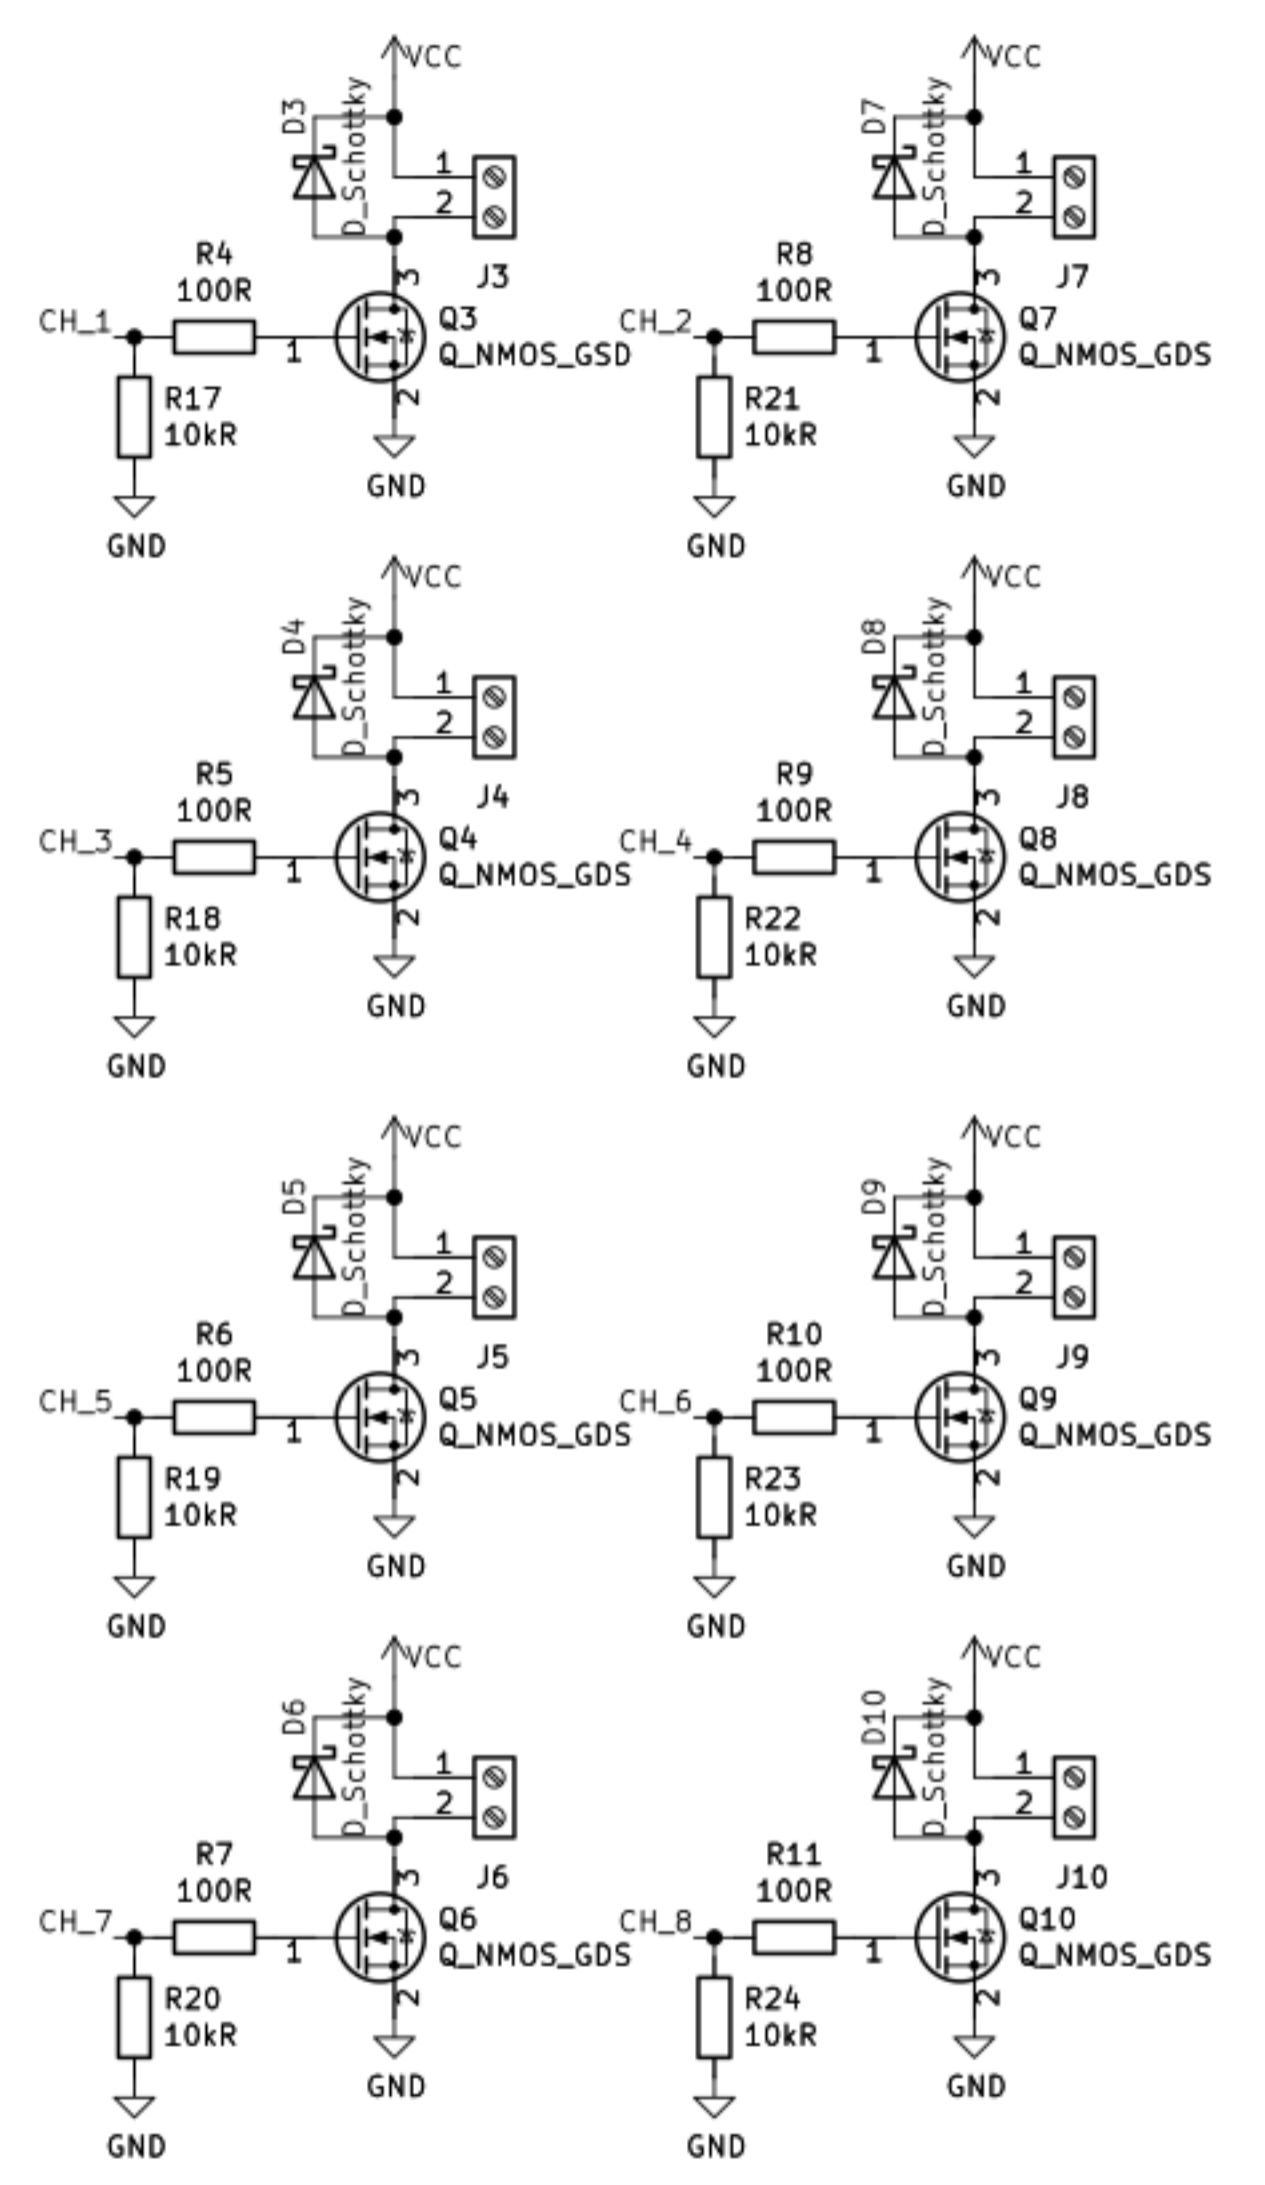 VCC
D3
D_Schottky
1
2
J3
R4
100R
CH_1
1
3
Q3
Q_NMOS_GSD
2
R17
10kR
GND
GND
VCC
D7
D_Schottky
1
2
J7
R8
100R
CH_2
1
3
Q7
Q_NMOS_GDS
2
R21
10kR
GND
GND
VCC
D4
D_Schottky
1
2
J4
R5
100R
CH_3
1
3
Q4
Q_NMOS_GDS
2
R18
10kR
GND
GND
VCC
D8
D_Schottky
1
2
J8
R9
100R
CH_4
1
3
Q8
Q_NMOS_GDS
2
R22
10kR
GND
GND
VCC
D5
D_Schottky
1
2
J5
R6
100R
CH_5
1
3
Q5
Q_NMOS_GDS
2
R19
10kR
GND
GND
VCC
D9
D_Schottky
1
2
J9
R10
100R
CH_6
1
3
Q9
Q_NMOS_GDS
2
R23
10kR
GND
GND
VCC
D6
D_Schottky
1
2
J6
R7
100R
CH_7
1
3
Q6
Q_NMOS_GDS
2
R20
10kR
GND
GND
VCC
D10
D_Schottky
1
2
J10
R11
100R
CH_8
1
3
Q10
Q_NMOS_GDS
2
R24
10kR
GND
GND